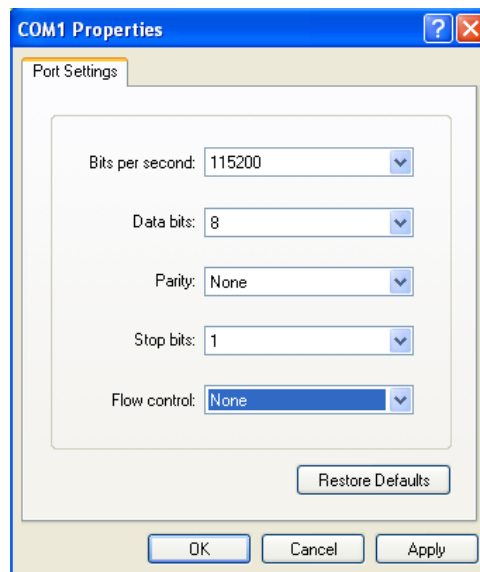 COM1 Properties
Port Settings
Bits per second: 115200
Data bits: 8
Parity: None
Stop bits: 1
Flow control: None
Restore Defaults
OK Cancel Apply